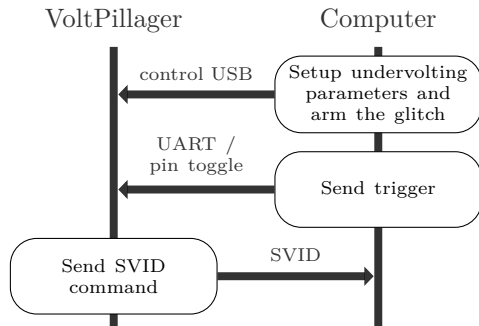 VoltPillager
Computer
control USB
Setup undervolting
parameters and
arm the glitch
UART /
pin toggle
Send trigger
Send SVID
command
SVID